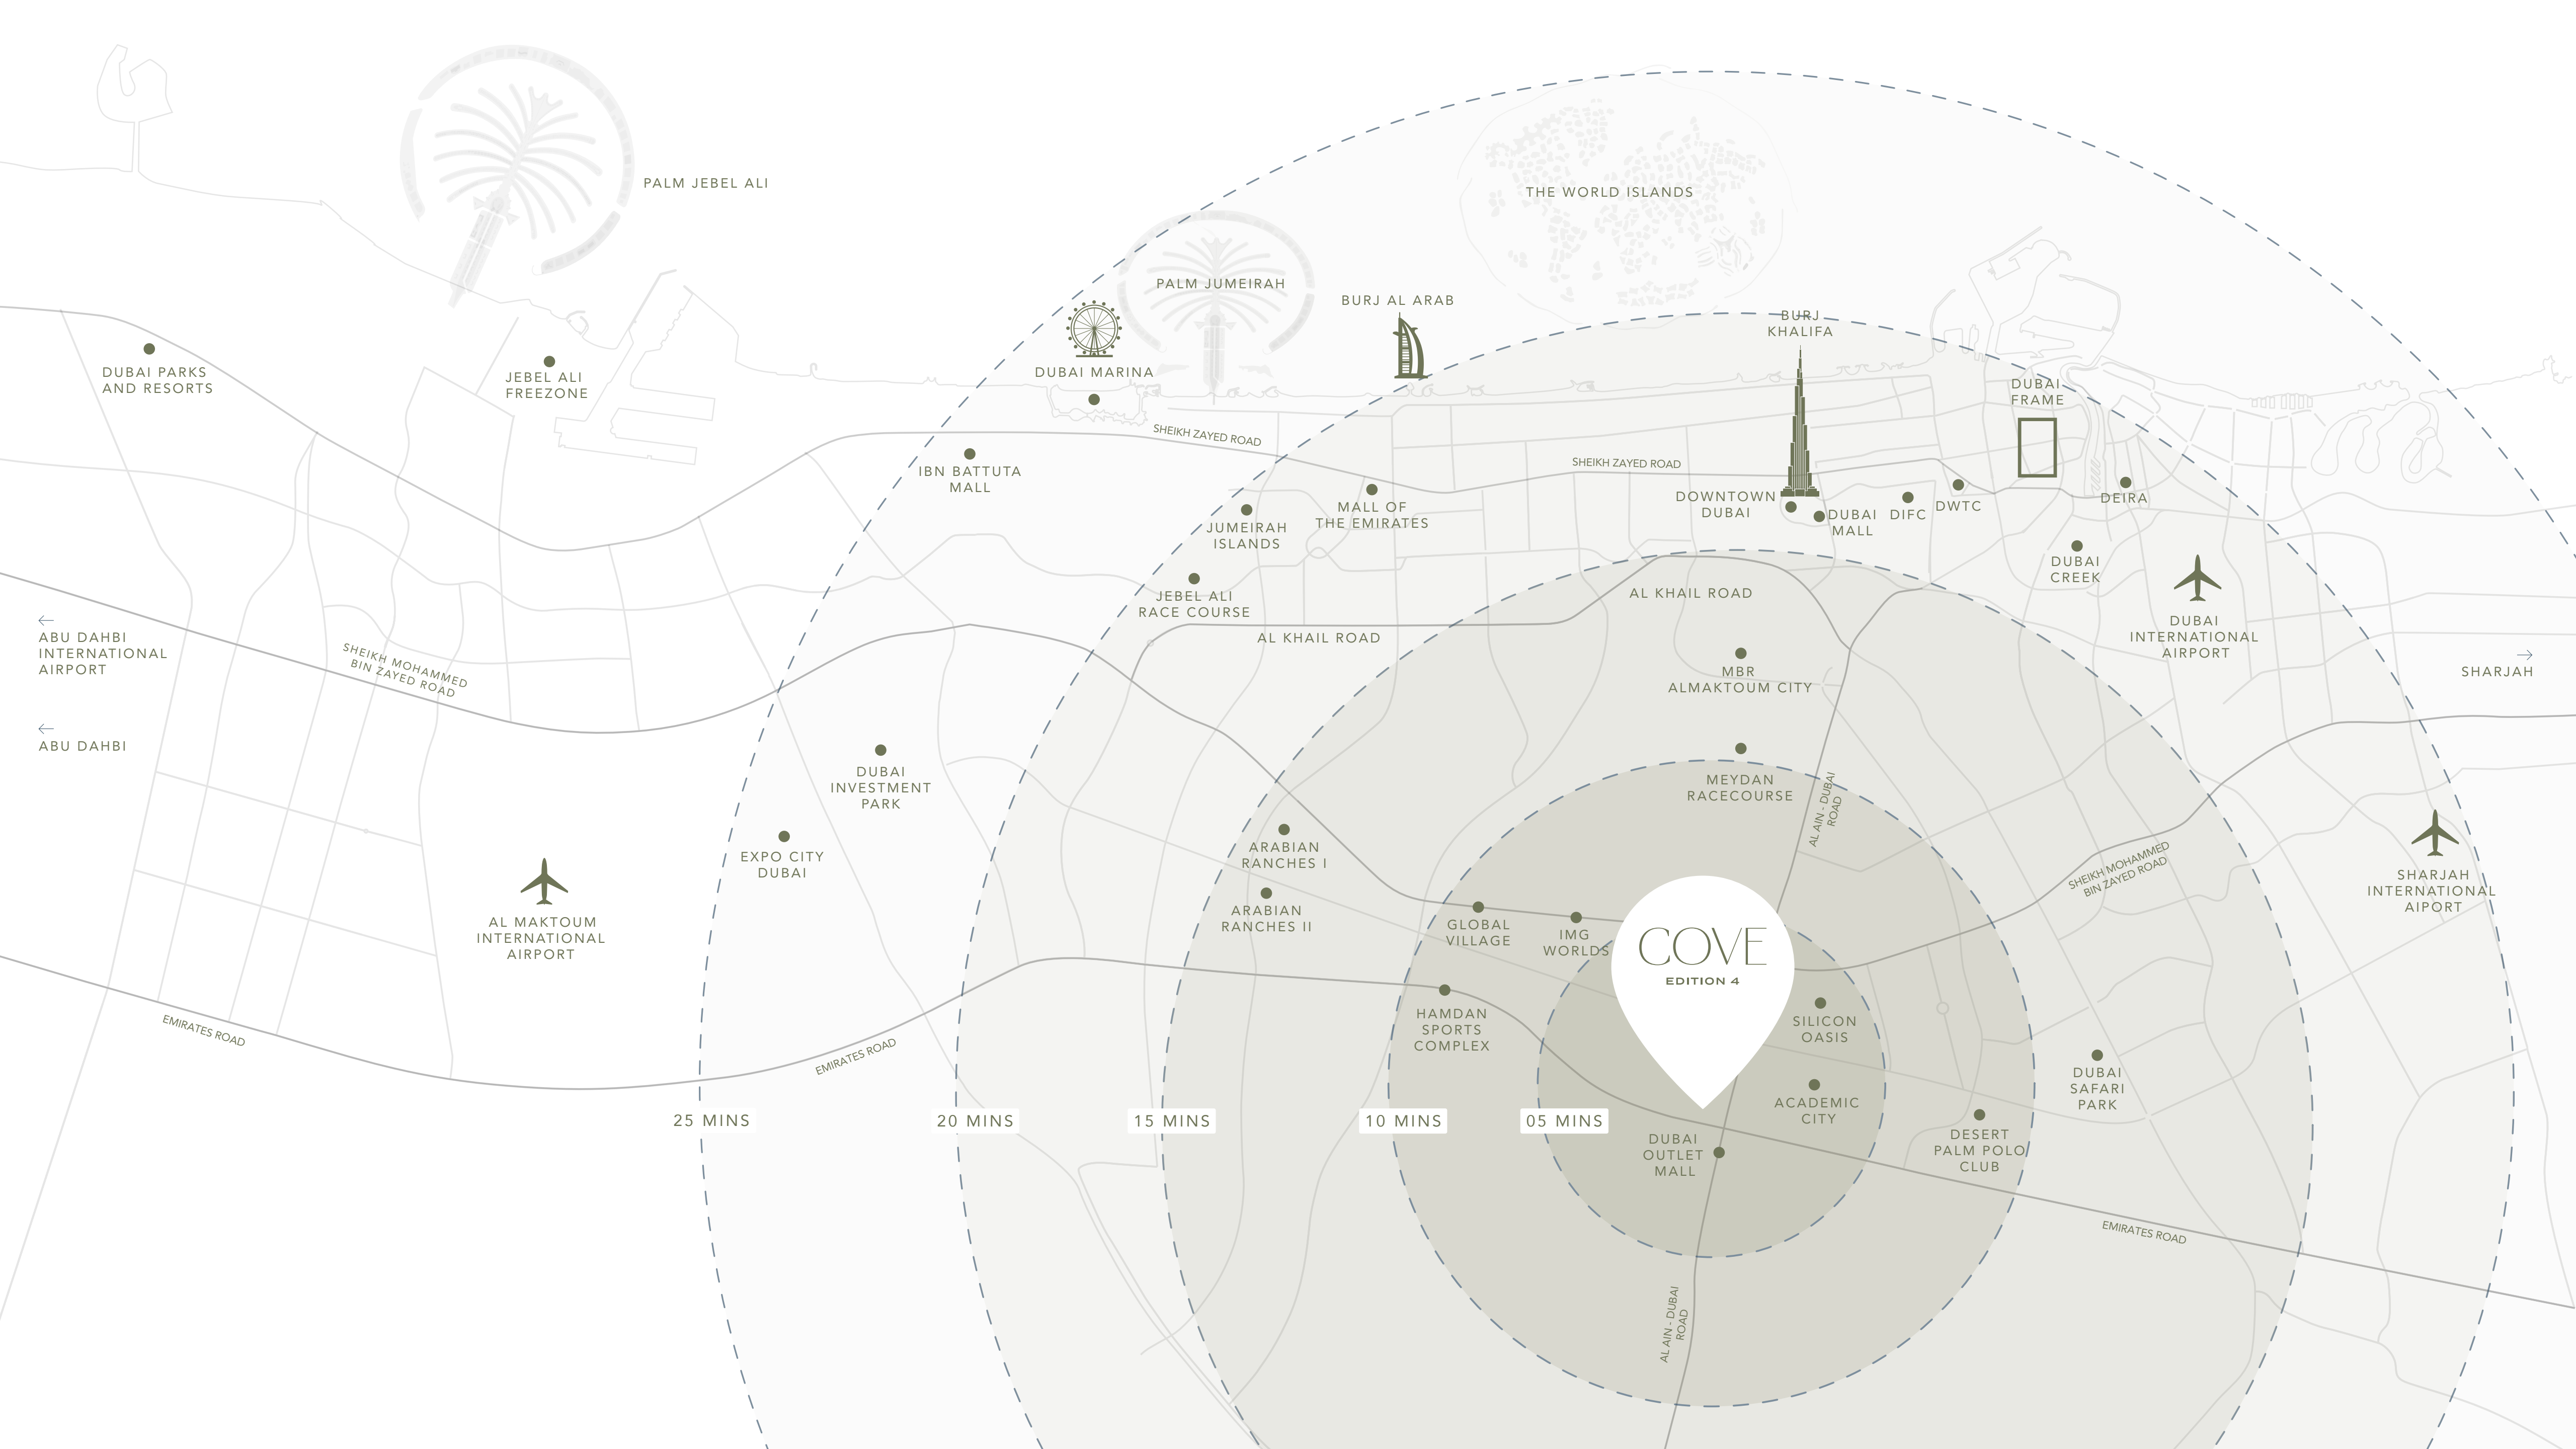 PALM JEBEL ALI
THE WORLD ISLANDS
PALM JUMEIRAH
BURJ AL ARAB
BURJ
KHALIFA
DUBAI PARKS
AND RESORTS
JEBEL ALI
FREEZONE
DUBAI MARINA
DUBAI
FRAME
SHEIKH ZAYED ROAD
SHEIKH ZAYED ROAD
IBN BATTUTA
MALL
JUMEIRAH
ISLANDS
MALL OF
THE EMIRATES
DOWNTOWN
DUBAI
DUBAI
MALL
DIFC
DWTC
DEIRA
DUBAI
CREEK
JEBEL ALI
RACE COURSE
AL KHAIL ROAD
AL KHAIL ROAD
DUBAI
INTERNATIONAL
AIRPORT
←
ABU DAHBI
INTERNATIONAL
AIRPORT
SHEIKH MOHAMMED
BIN ZAYED ROAD
→
SHARJAH
MBR
ALMAKTOUM CITY
←
ABU DAHBI
DUBAI
INVESTMENT
PARK
MEYDAN
RACECOURSE
AL AIN - DUBAI
ROAD
EXPO CITY
DUBAI
ARABIAN
RANCHES I
ARABIAN
RANCHES II
SHEIKH MOHAMMED
BIN ZAYED ROAD
SHARJAH
INTERNATIONAL
AIPORT
AL MAKTOUM
INTERNATIONAL
AIRPORT
GLOBAL
VILLAGE
IMG
WORLDS
COVE
EDITION 4
HAMDAN
SPORTS
COMPLEX
SILICON
OASIS
EMIRATES ROAD
EMIRATES ROAD
DUBAI
SAFARI
PARK
ACADEMIC
CITY
25 MINS
20 MINS
15 MINS
10 MINS
05 MINS
DUBAI
OUTLET
MALL
DESERT
PALM POLO
CLUB
EMIRATES ROAD
AL AIN - DUBAI
ROAD